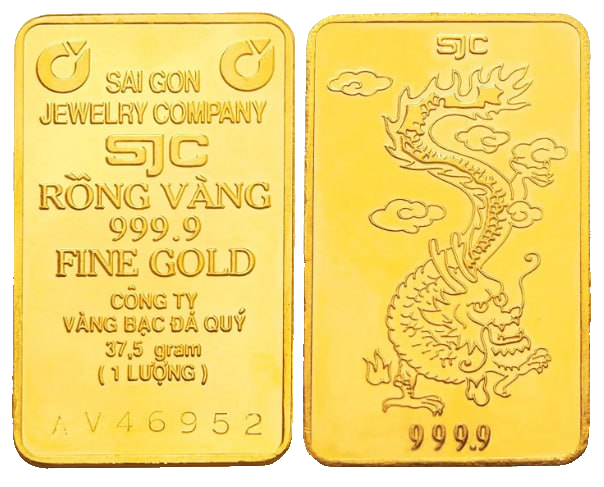 SAI GON
JEWELRY COMPANY
SJC
RỒNG VÀNG
999.9
FINE GOLD
CÔNG TY
VÀNG BẠC ĐÁ QUÝ
37,5 gram
( 1 LƯỢNG )
AV46952
SJC
999.9